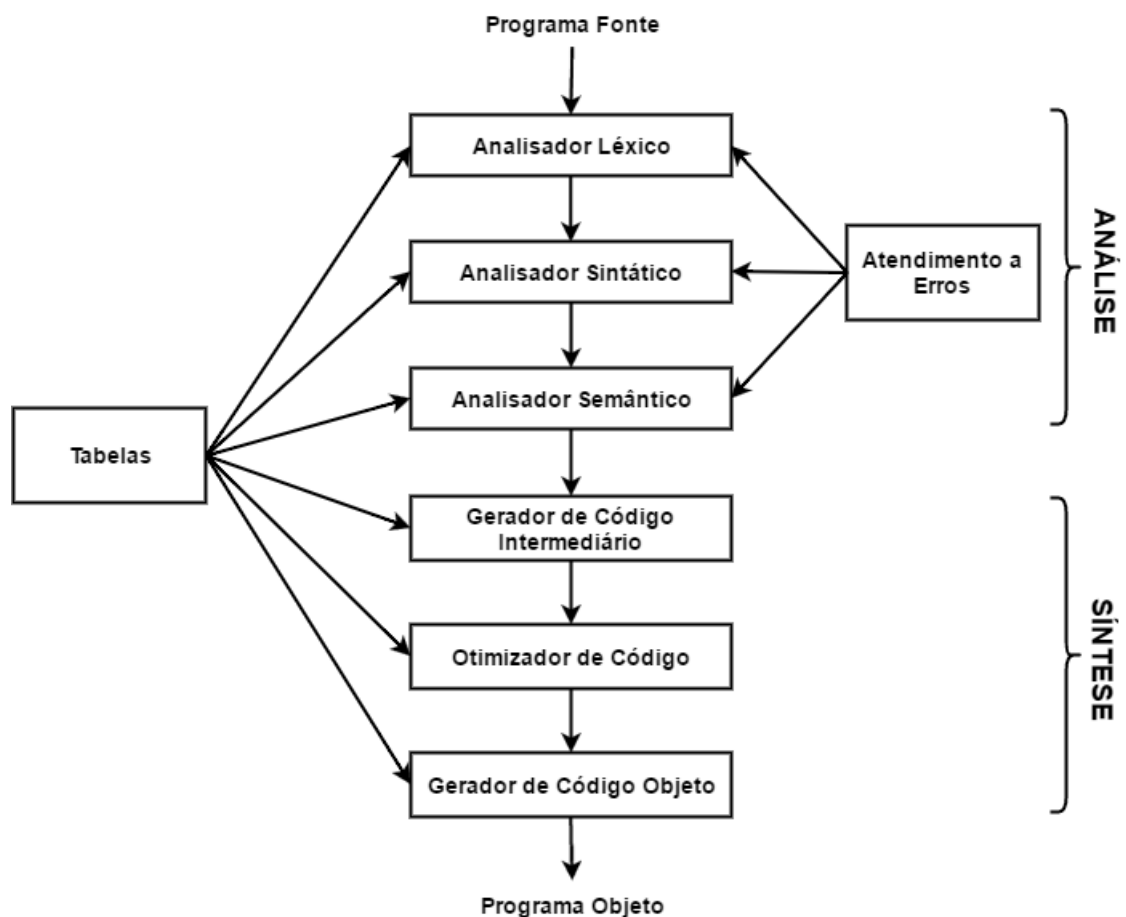 Programa Fonte
Analisador Léxico
Analisador Sintático
Atendimento a
Erros
ANÁLISE
Analisador Semântico
Tabelas
Gerador de Código
Intermediário
Otimizador de Código
SÍNTESE
Gerador de Código Objeto
Programa Objeto